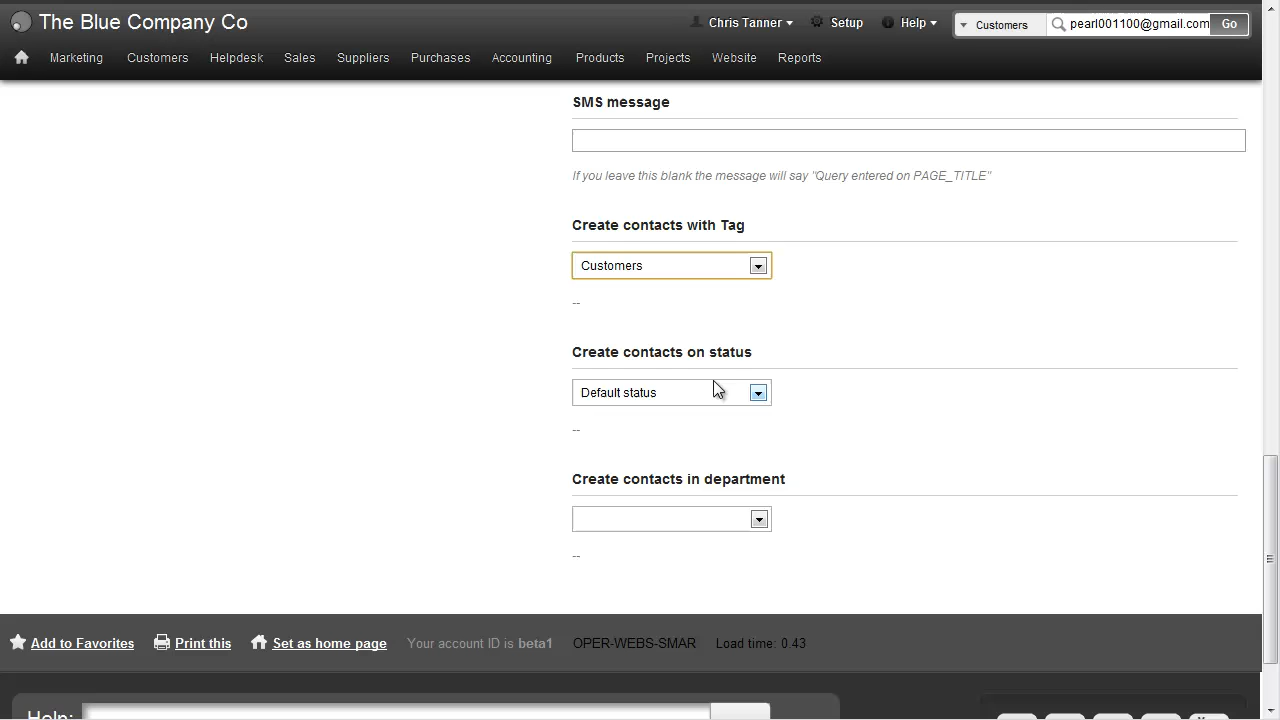 The Blue Company Co
Chris Tanner Setup Help Customers pearl001100@gmail.com Go
Marketing Customers Helpdesk Sales Suppliers Purchases Accounting Products Projects Website Reports
SMS message
If you leave this blank the message will say "Query entered on PAGE_TITLE"
Create contacts with Tag
Customers
--
Create contacts on status
Default status
--
Create contacts in department
--
Add to Favorites Print this Set as home page Your account ID is beta1 OPER-WEBS-SMAR Load time: 0.43
Help: